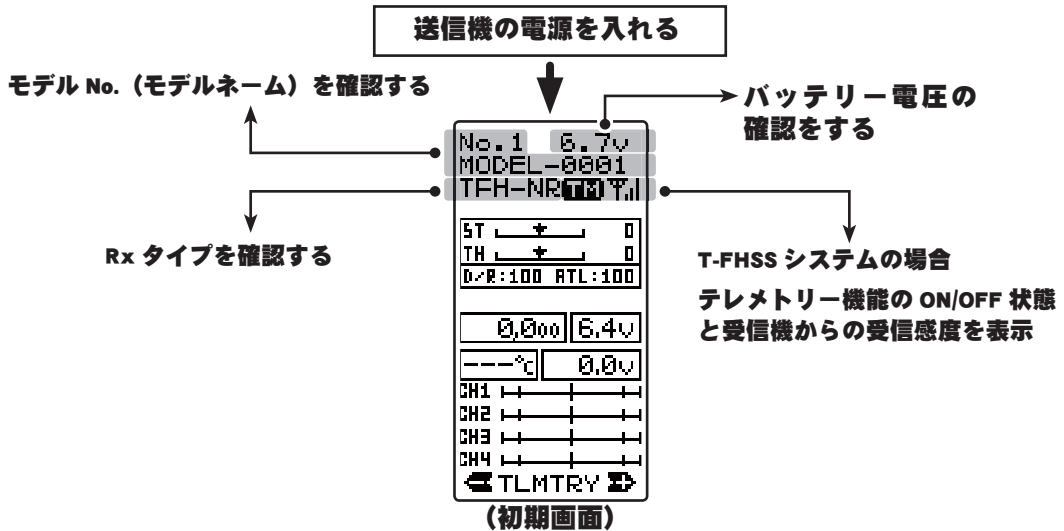 送信機の電源を入れる
モデル No.（モデルネーム）を確認する
バッテリー電圧の
確認をする
No.1 6.7v
MODEL-0001
TFH-NR TM
Rx タイプを確認する
T-FHSS システムの場合
テレメトリー機能の ON/OFF 状態
と受信機からの受信感度を表示
ST 0
TH 0
D/R:100 ATL:100
0,000 6.4v
---℃ 0.0v
CH1
CH2
CH3
CH4
TLMTRY
（初期画面）